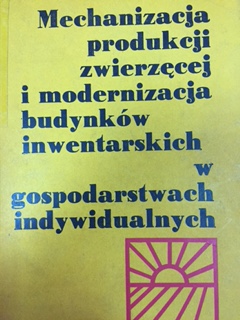 Mechanizacja
produkcji
zwierzęcej
i modernizacja
budynków
inwentarskich
w
gospodarstwach
indywidualnych